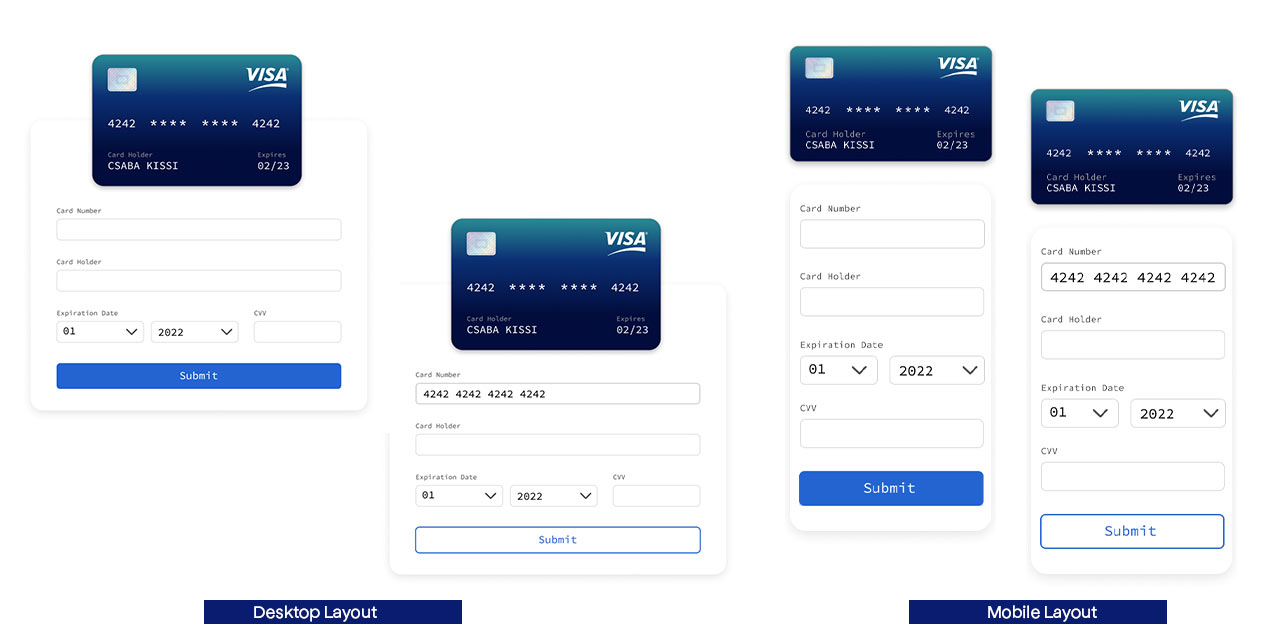 VISA
4242 **** **** 4242
Card Holder Expires
CSABA KISSI 02/23
Card Number
Card Holder
Expiration Date CVV
01 2022
Submit
VISA
4242 **** **** 4242
Card Holder Expires
CSABA KISSI 02/23
Card Number
4242 4242 4242 4242
Card Holder
Expiration Date CVV
01 2022
Submit
Desktop Layout
VISA
4242 **** **** 4242
Card Holder Expires
CSABA KISSI 02/23
Card Number
Card Holder
Expiration Date
01 2022
CVV
Submit
VISA
4242 **** **** 4242
Card Holder Expires
CSABA KISSI 02/23
Card Number
4242 4242 4242 4242
Card Holder
Expiration Date
01 2022
CVV
Submit
Mobile Layout